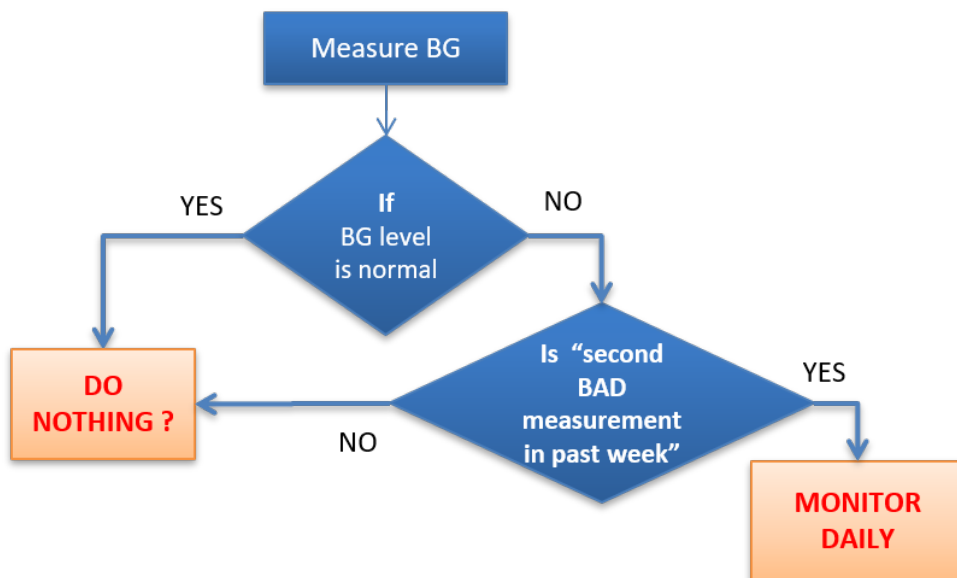 Measure BG
YES
If
BG level
is normal
NO
DO
NOTHING ?
Is “second
BAD
measurement
in past week”
YES
NO
MONITOR
DAILY